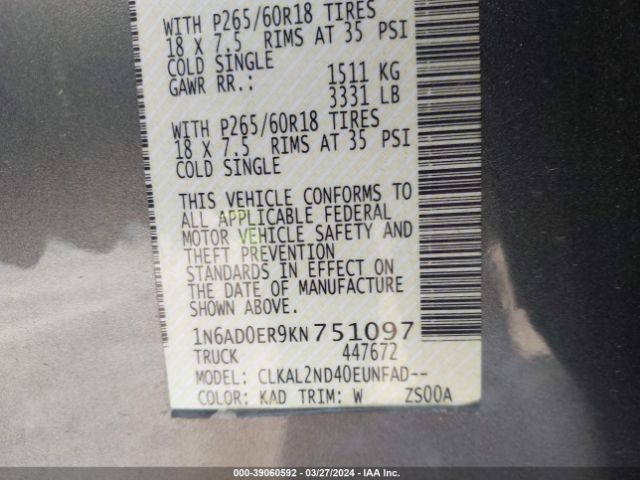 WITH P265/60R18 TIRES
18 X 7.5 RIMS AT 35 PSI
COLD SINGLE
GAWR RR.: 1511 KG
3331 LB
WITH P265/60R18 TIRES
18 X 7.5 RIMS AT 35 PSI
COLD SINGLE
THIS VEHICLE CONFORMS TO
ALL APPLICABLE FEDERAL
MOTOR VEHICLE SAFETY AND
THEFT PREVENTION
STANDARDS IN EFFECT ON
THE DATE OF MANUFACTURE
SHOWN ABOVE.
1N6AD0ER9KN751097
TRUCK 447672
MODEL: CLKAL2ND40EUNFAD--
COLOR: KAD TRIM: W ZS00A
000-39060592 — 03/27/2024 — IAA Inc.